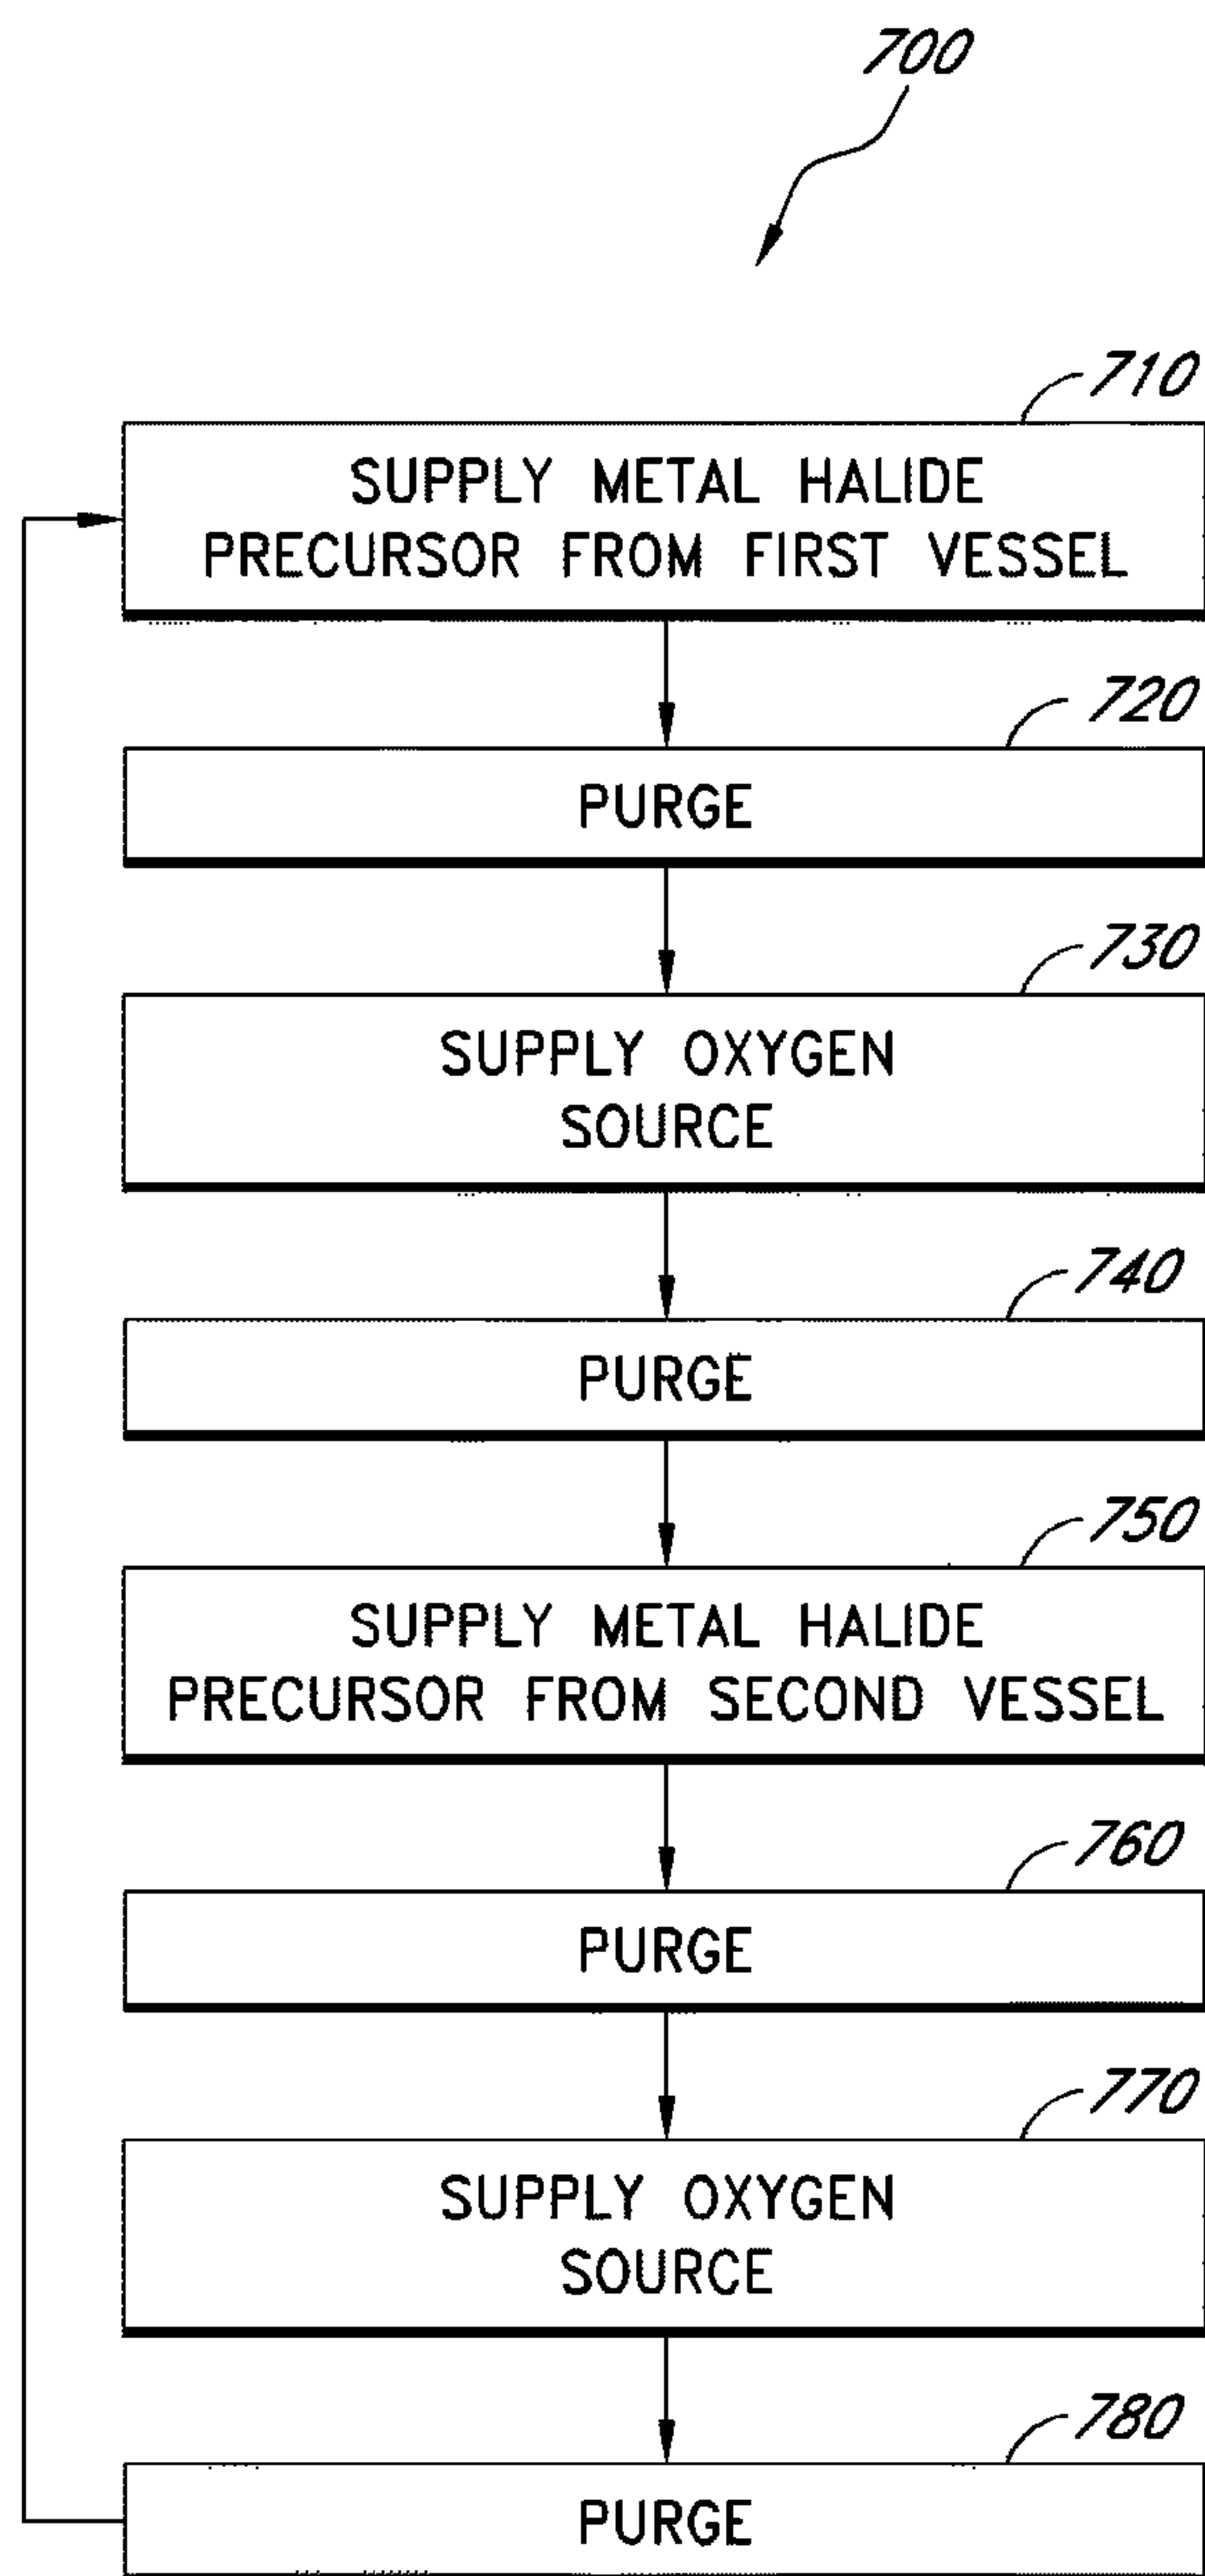 700
710
SUPPLY METAL HALIDE
PRECURSOR FROM FIRST VESSEL
720
PURGE
730
SUPPLY OXYGEN
SOURCE
740
PURGE
750
SUPPLY METAL HALIDE
PRECURSOR FROM SECOND VESSEL
760
PURGE
770
SUPPLY OXYGEN
SOURCE
780
PURGE